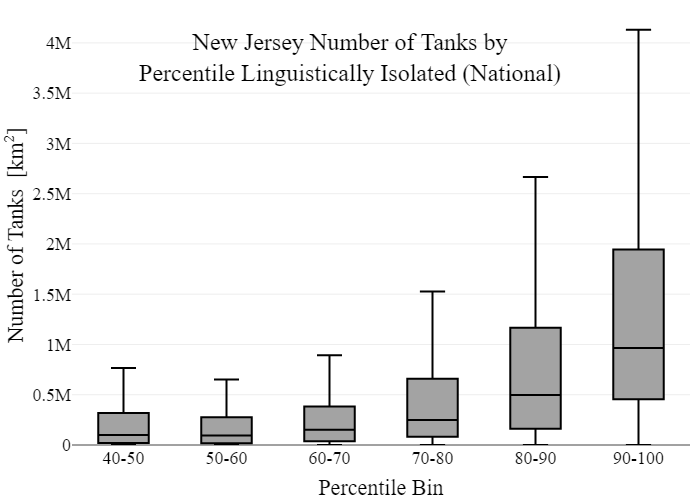 New Jersey Number of Tanks by
Percentile Linguistically Isolated (National)
Number of Tanks [km²]
4M
3.5M
3M
2.5M
2M
1.5M
1M
0.5M
0
40-50 50-60 60-70 70-80 80-90 90-100
Percentile Bin